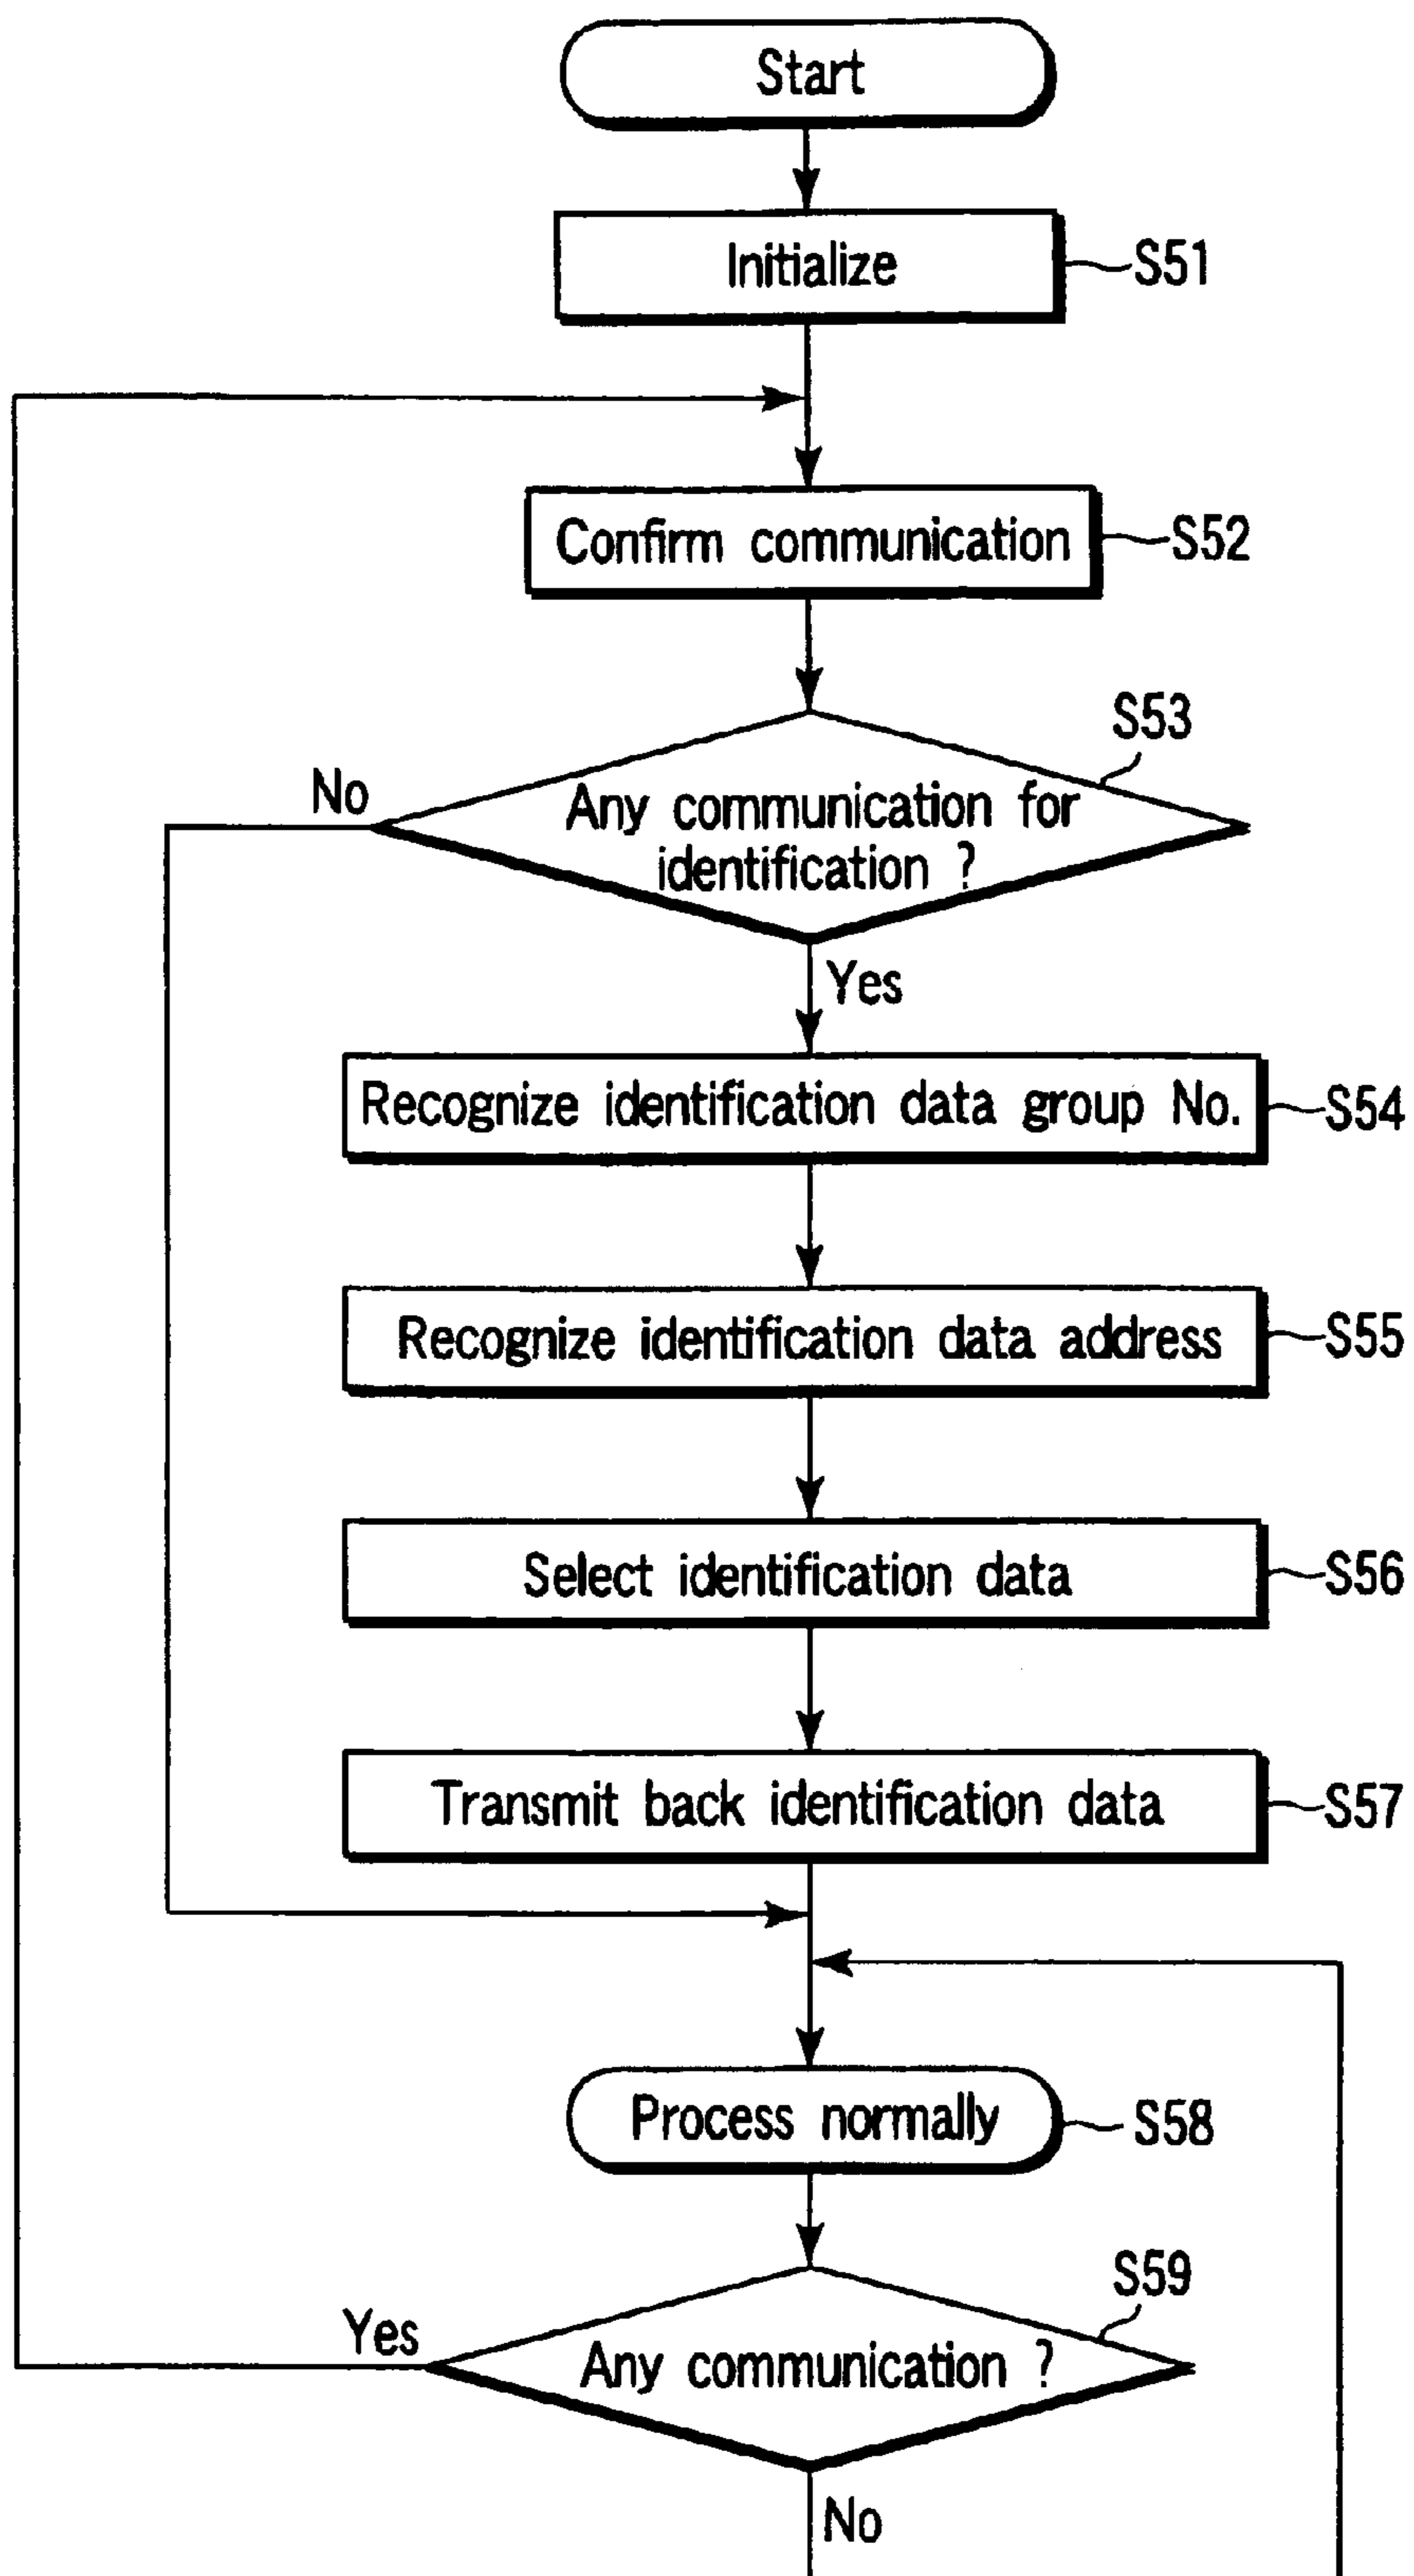 Start
Initialize
S51
Confirm communication
S52
S53
No
Any communication for
identification ?
Yes
Recognize identification data group No.
S54
Recognize identification data address
S55
Select identification data
S56
Transmit back identification data
S57
Process normally
S58
S59
Yes
Any communication ?
No